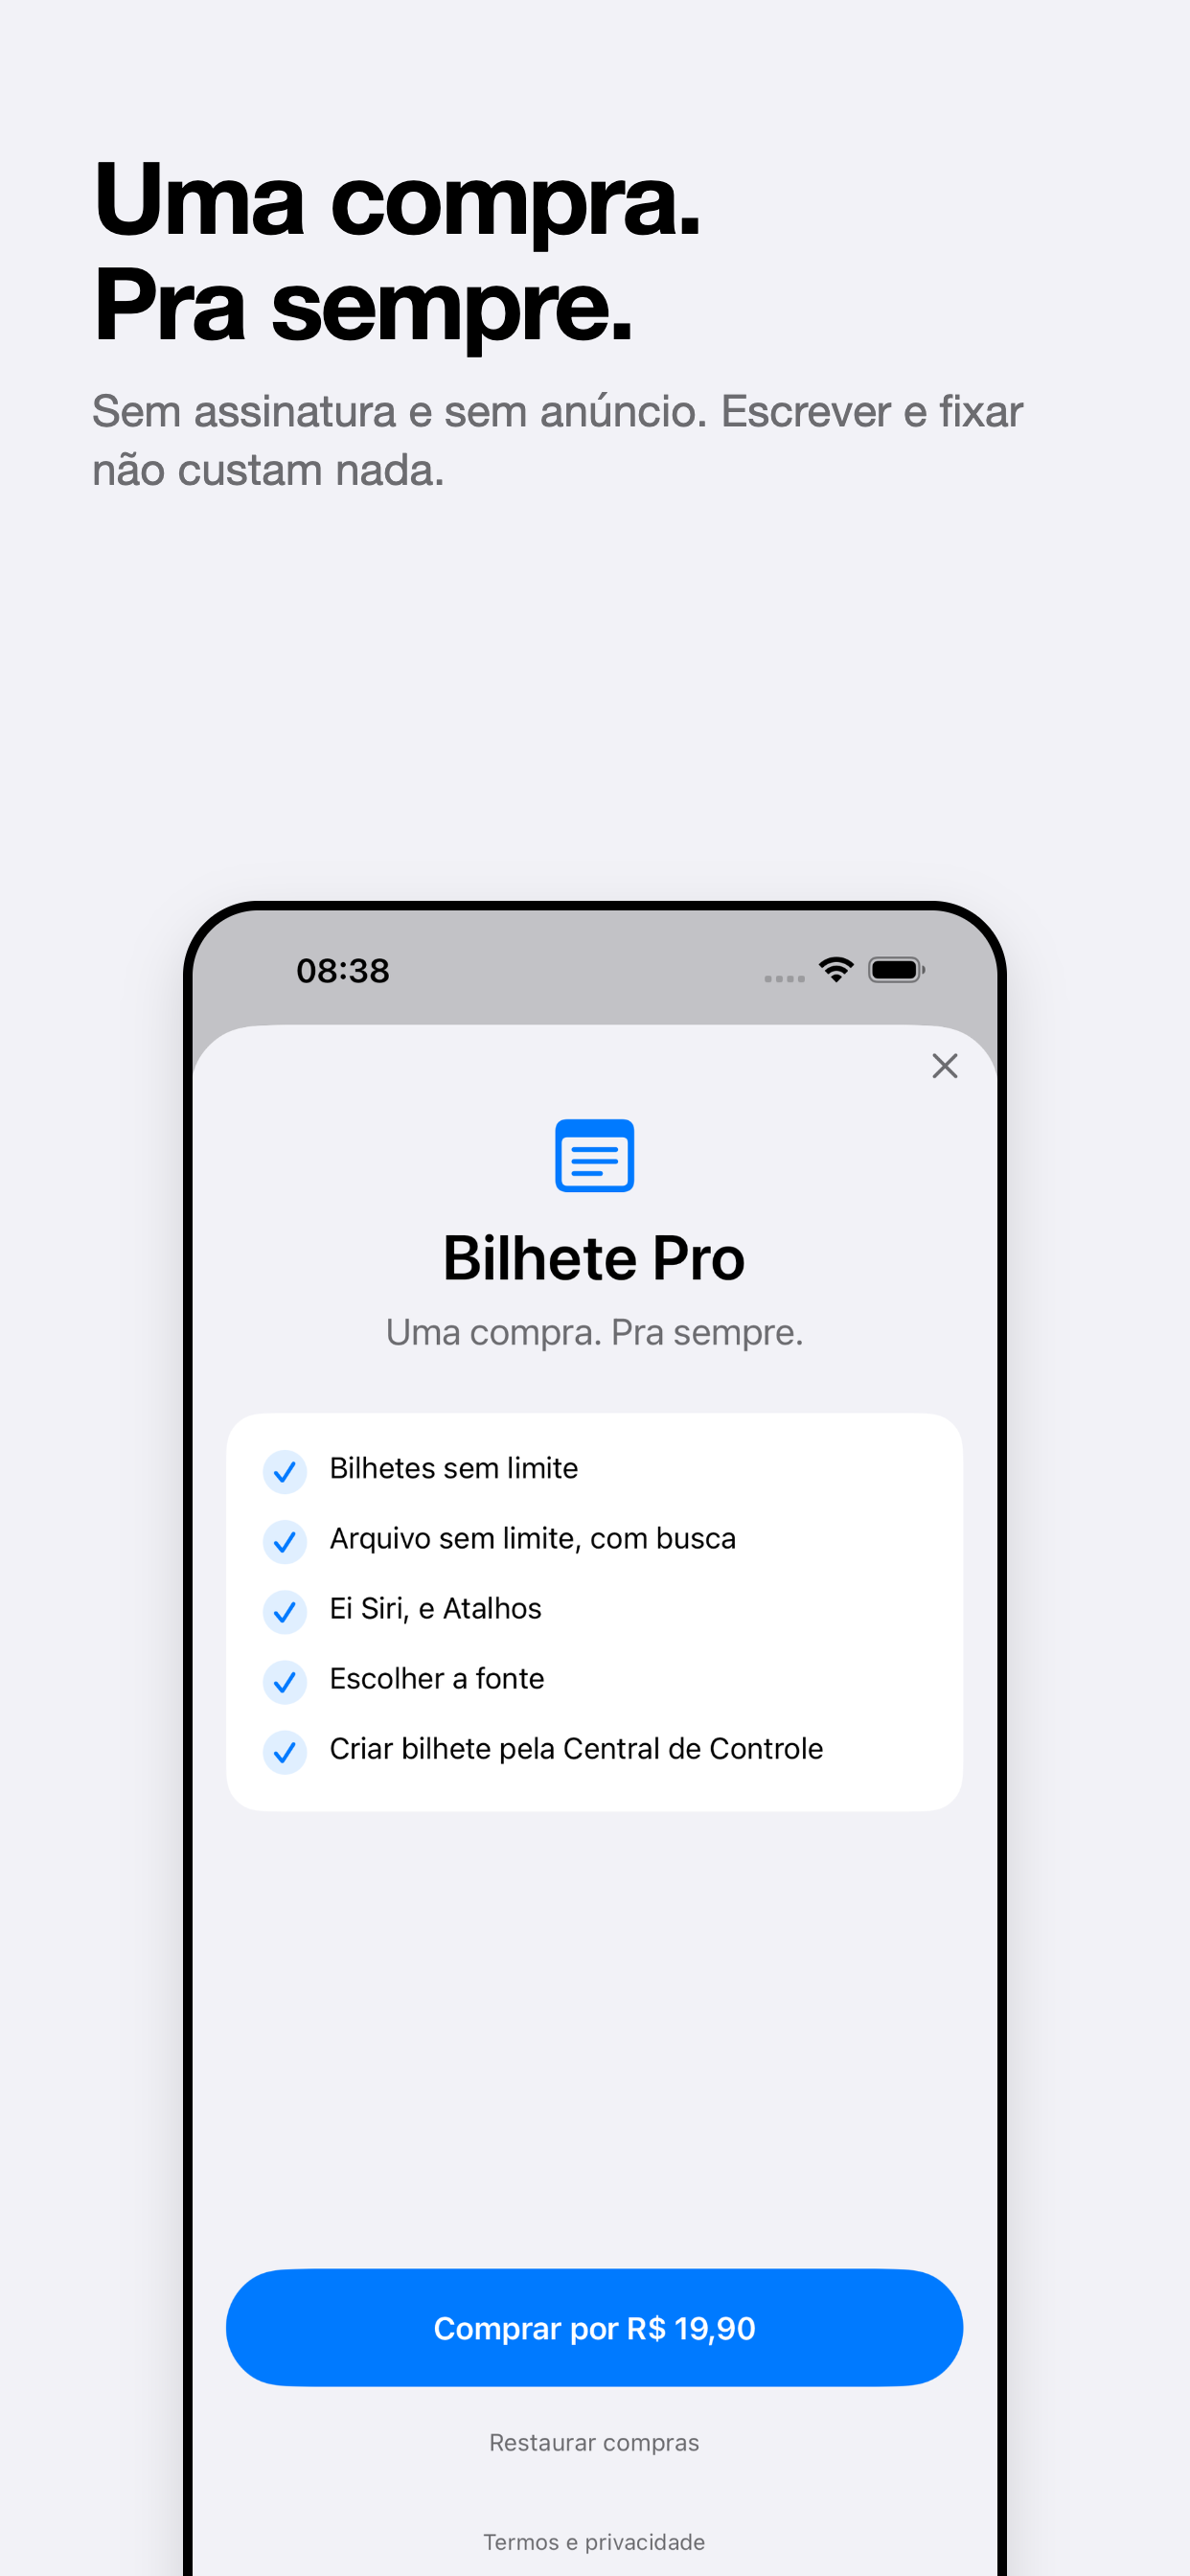 Uma compra.
Pra sempre.
Sem assinatura e sem anúncio. Escrever e fixar
não custam nada.
08:38
Bilhete Pro
Uma compra. Pra sempre.
Bilhetes sem limite
Arquivo sem limite, com busca
Ei Siri, e Atalhos
Escolher a fonte
Criar bilhete pela Central de Controle
Comprar por R$ 19,90
Restaurar compras
Termos e privacidade